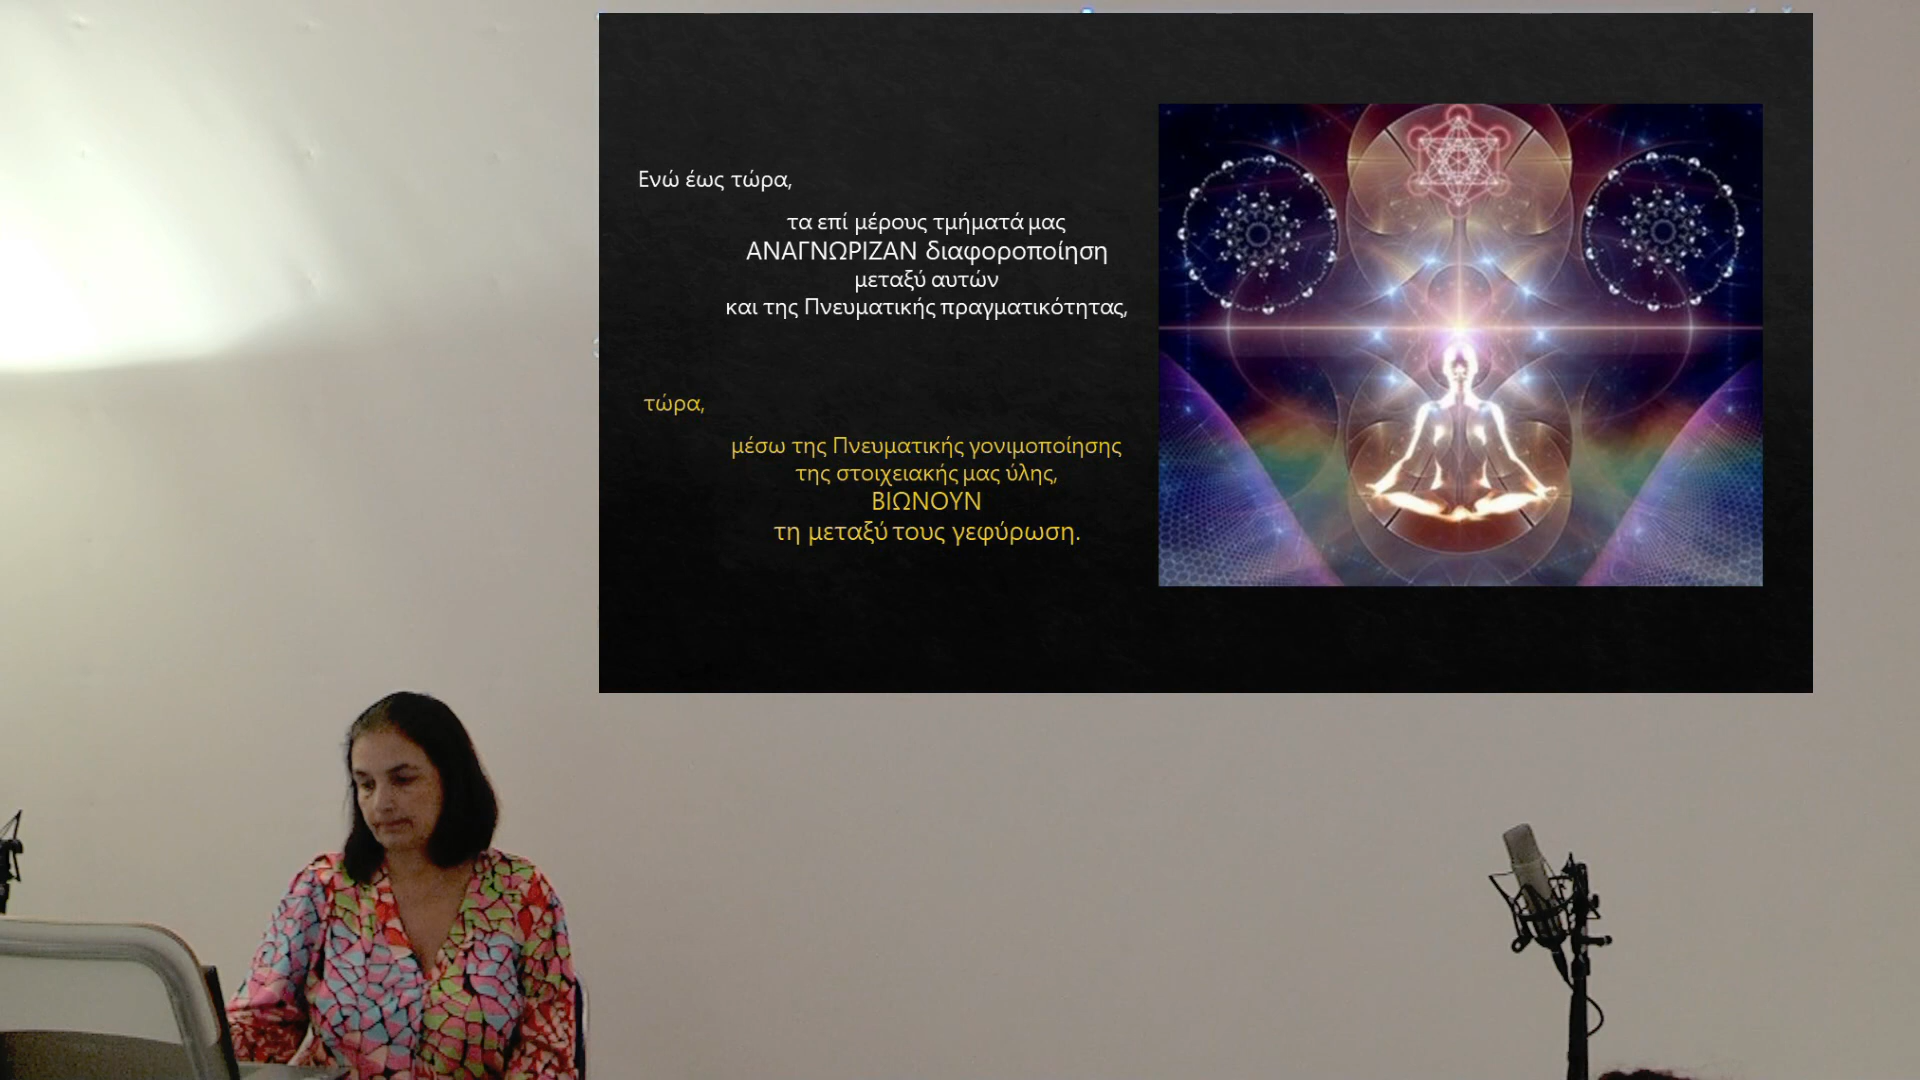 Ενώ έως τώρα,
τα επί μέρους τμήματά μας
ΑΝΑΓΝΩΡΙΖΑΝ διαφοροποίηση
μεταξύ αυτών
και της Πνευματικής πραγματικότητας,
τώρα,
μέσω της Πνευματικής γονιμοποίησης
της στοιχειακής μας ύλης,
ΒΙΩΝΟΥΝ
τη μεταξύ τους γεφύρωση.